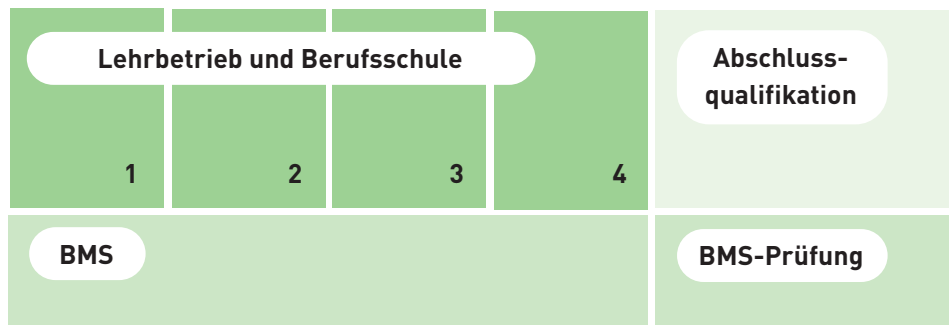 Lehrbetrieb und Berufsschule
Abschluss-
qualifikation
1
2
3
4
BMS
BMS-Prüfung